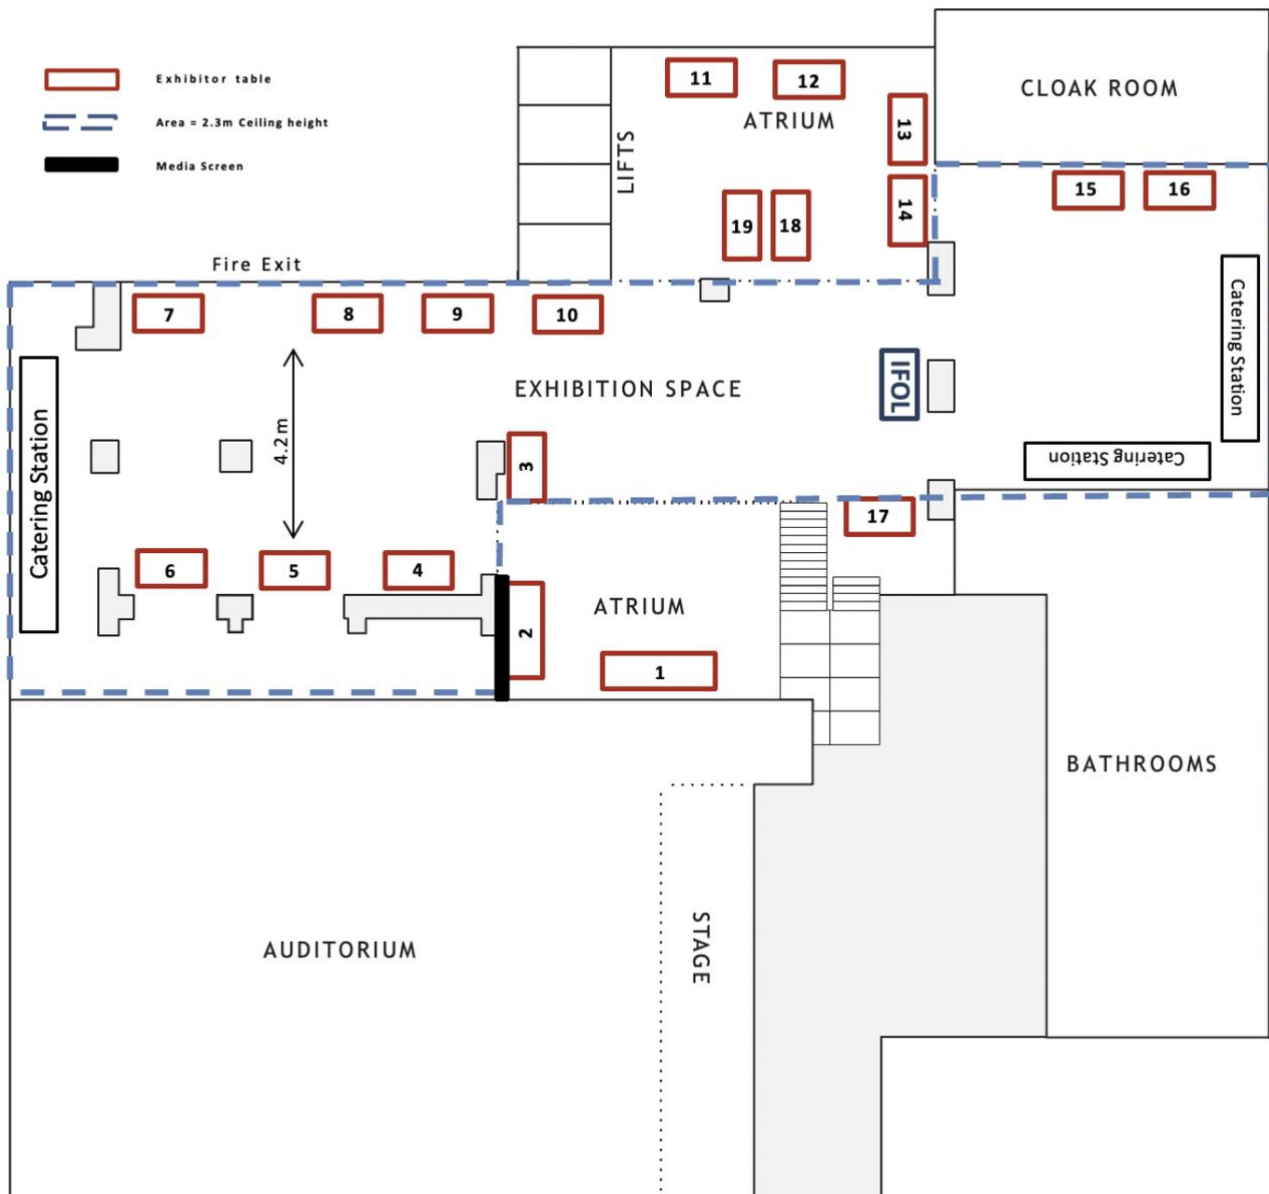 Exhibitor table
Area = 2.3m Ceiling height
Media Screen
CLOAK ROOM
11
12
ATRIUM
13
LIFTS
14
15
16
19
18
Fire Exit
7
8
9
10
Catering Station
IFOL
EXHIBITION SPACE
4.2m
3
Catering Station
Catering Station
17
6
5
4
2
ATRIUM
1
BATHROOMS
AUDITORIUM
STAGE